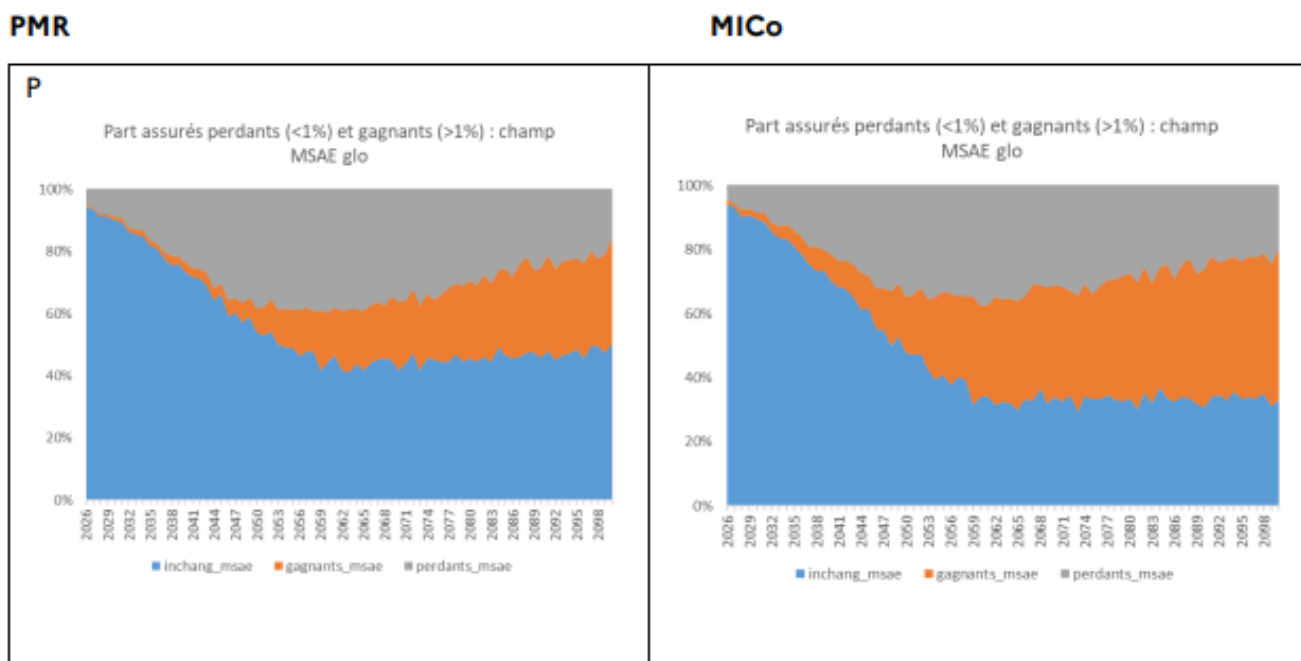 PMR
MICo
P
Part assurés perdants (<1%) et gagnants (>1%) : champ
MSAE glo
100%
80%
60%
40%
20%
0%
2026 2029 2032 2035 2038 2041 2044 2047 2050 2053 2056 2059 2062 2065 2068 2071 2074 2077 2080 2083 2086 2089 2092 2095 2098
inchang_msae gagnants_msae perdants_msae
Part assurés perdants (<1%) et gagnants (>1%) : champ
MSAE glo
100%
80%
60%
40%
20%
0%
2026 2029 2032 2035 2038 2041 2044 2047 2050 2053 2056 2059 2062 2065 2068 2071 2074 2077 2080 2083 2086 2089 2092 2095 2098
inchang_msae gagnants_msae perdants_msae